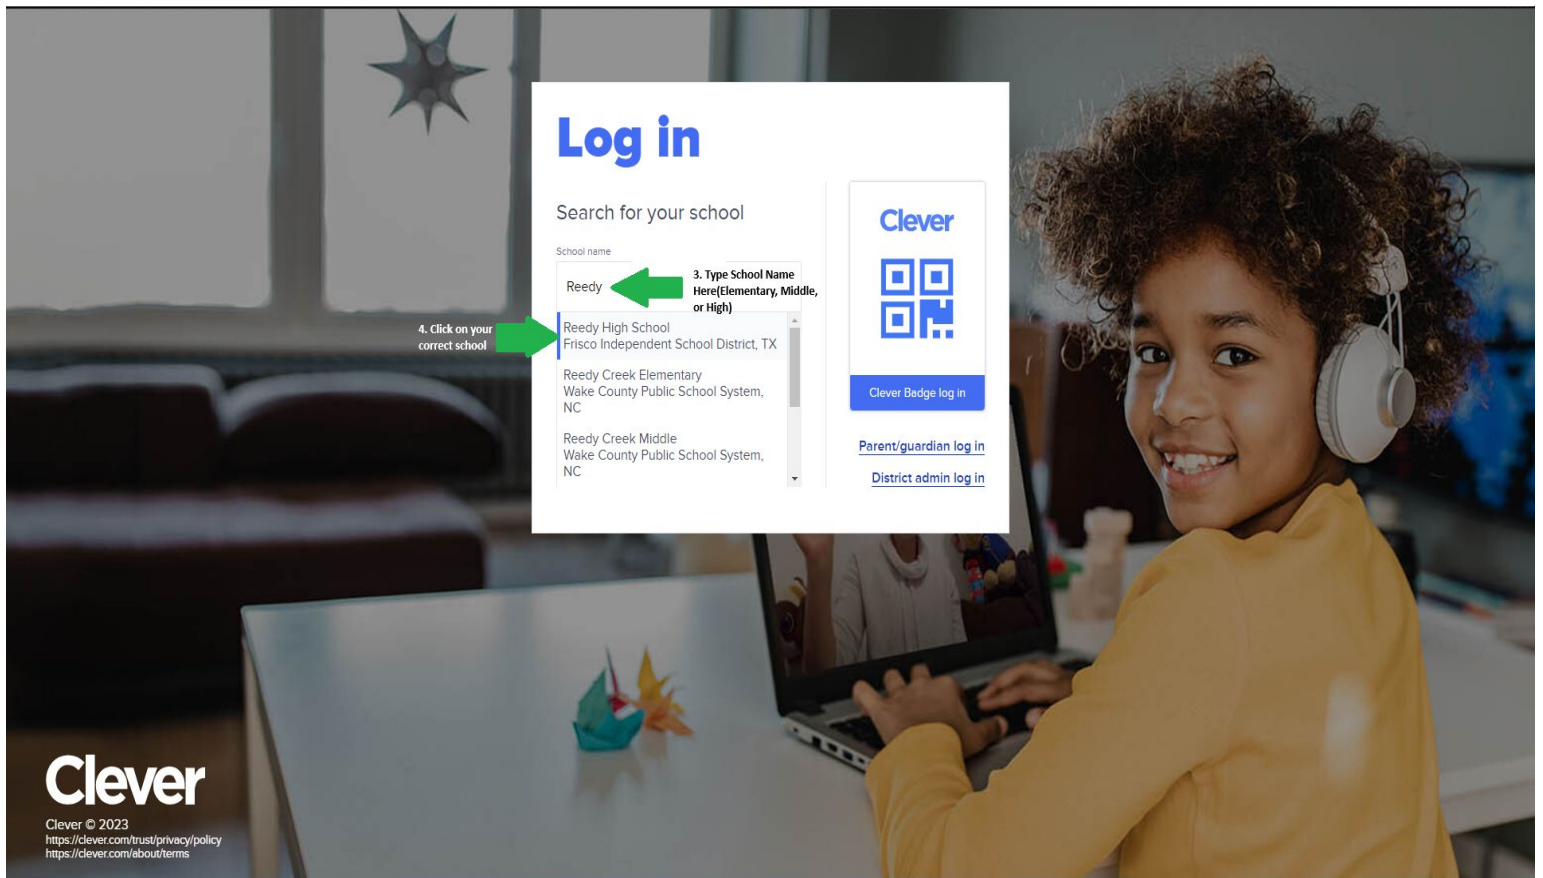 Log in
Search for your school
School name
Reedy
3. Type School Name
Here(Elementary, Middle,
or High)
4. Click on your
correct school
Reedy High School
Frisco Independent School District, TX
Reedy Creek Elementary
Wake County Public School System,
NC
Reedy Creek Middle
Wake County Public School System,
NC
Clever
Clever Badge log in
Parent/guardian log in
District admin log in
Clever
Clever © 2023
https://clever.com/trust/privacy/policy
https://clever.com/about/terms